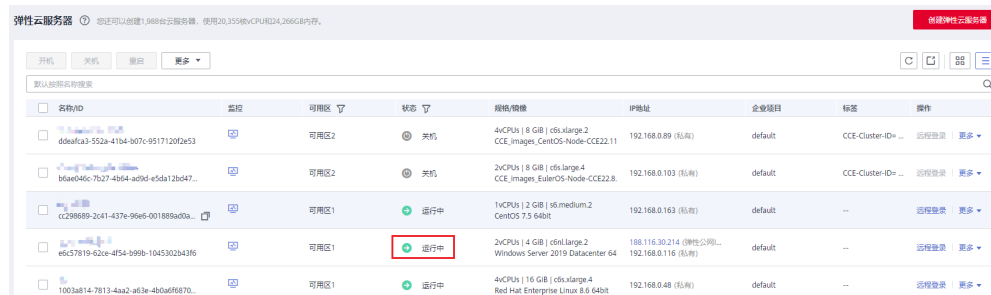 弹性云服务器 您还可以创建1,988台云服务器，使用20,355核vCPU和24,266GB内存。 创建弹性云服务器
开机 关机 重启 更多
默认按照名称搜索
名称/ID 监控 可用区 状态 规格/镜像 IP地址 企业项目 标签 操作
ddeafca3-552a-41b4-b07c-9517120f2e53 可用区2 关机 4vCPUs | 8 GiB | c6s.xlarge.2 192.168.0.89 (私有) default CCE-Cluster-ID= ... 远程登录 更多
CCE_Images_CentOS-Node-CCE22.11
b6ae046c-7b27-4b64-ad9d-e5da12bd47... 可用区2 关机 2vCPUs | 8 GiB | c6s.large.4 192.168.0.103 (私有) default CCE-Cluster-ID= ... 远程登录 更多
CCE_Images_EulerOS-Node-CCE22.8.
cc298689-2c41-437e-96e6-001889ad0a... 可用区1 运行中 1vCPUs | 2 GiB | s6.medium.2 192.168.0.163 (私有) default -- 远程登录 更多
CentOS 7.5 64bit
e6c57819-62ce-4f54-b99b-1045302b43f6 可用区1 运行中 2vCPUs | 4 GiB | c6nl.large.2 188.116.30.214 (弹性公网I... default -- 远程登录 更多
Windows Server 2019 Datacenter 64 192.168.0.116 (私有)
1003a814-7813-4aa2-a63e-4b0a6f6870... 可用区1 运行中 4vCPUs | 16 GiB | c6s.xlarge.4 192.168.0.48 (私有) default -- 远程登录 更多
Red Hat Enterprise Linux 8.6 64bit